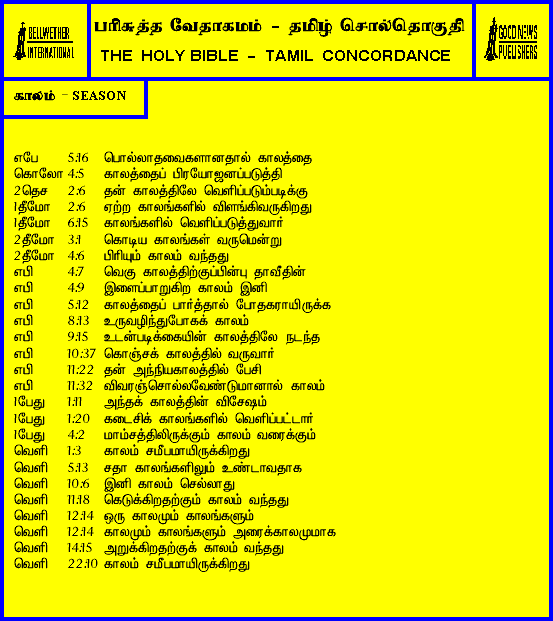 BELLWETHER
INTERNATIONAL
பரிசுத்த வேதாகமம் - தமிழ் சொல்தொகுதி
THE HOLY BIBLE - TAMIL CONCORDANCE
GOOD NEWS
PUBLISHERS
காலம் - SEASON
எபே 5:16 பொல்லாதவைகளானதால் காலத்தை
கொலோ 4:5 காலத்தைப் பிரயோஜனப்படுத்தி
2தெச 2:6 தன் காலத்திலே வெளிப்படும்படிக்கு
1தீமோ 2:6 ஏற்ற காலங்களில் விளங்கிவருகிறது
1தீமோ 6:15 காலங்களில் வெளிப்படுத்துவார்
2தீமோ 3:1 கொடிய காலங்கள் வருமென்று
2தீமோ 4:6 பிரியும் காலம் வந்தது
எபி 4:7 வெகு காலத்திற்குப்பின்பு தாவீதின்
எபி 4:9 இளைப்பாறுகிற காலம் இனி
எபி 5:12 காலத்தைப் பார்த்தால் போதகராயிருக்க
எபி 8:13 உருவழிந்துபோகக் காலம்
எபி 9:15 உடன்படிக்கையின் காலத்திலே நடந்த
எபி 10:37 கொஞ்சக் காலத்தில் வருவார்
எபி 11:22 தன் அந்நியகாலத்தில் பேசி
எபி 11:32 விவரஞ்சொல்லவேண்டுமானால் காலம்
1பேது 1:11 அந்தக் காலத்தின் விசேஷம்
1பேது 1:20 கடைசிக் காலங்களில் வெளிப்பட்டார்
1பேது 4:2 மாம்சத்திலிருக்கும் காலம் வரைக்கும்
வெளி 1:3 காலம் சமீபமாயிருக்கிறது
வெளி 5:13 சதா காலங்களிலும் உண்டாவதாக
வெளி 10:6 இனி காலம் செல்லாது
வெளி 11:18 கெடுக்கிறதற்கும் காலம் வந்தது
வெளி 12:14 ஒரு காலமும் காலங்களும்
வெளி 12:14 காலமும் காலங்களும் அரைக்காலமுமாக
வெளி 14:15 அறுக்கிறதற்குக் காலம் வந்தது
வெளி 22:10 காலம் சமீபமாயிருக்கிறது